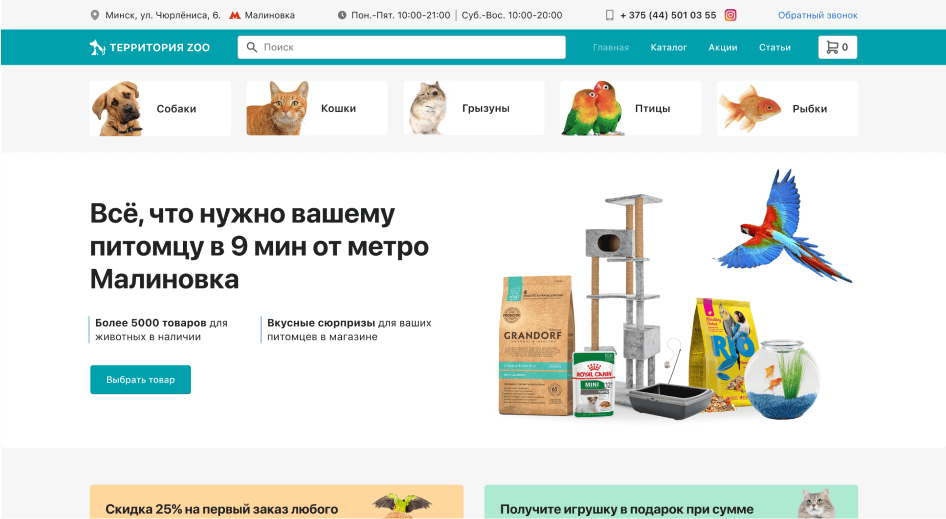 Минск, ул. Чюрлёниса, 6. Малиновка Пон.-Пят. 10:00-21:00 | Суб.-Вос. 10:00-20:00 + 375 (44) 501 03 55 Обратный звонок
ТЕРРИТОРИЯ ZOO Поиск Главная Каталог Акции Статьи 0
Собаки Кошки Грызуны Птицы Рыбки
Всё, что нужно вашему
питомцу в 9 мин от метро
Малиновка
Более 5000 товаров для
животных в наличии
Вкусные сюрпризы для ваших
питомцев в магазине
Выбрать товар
GRANDORF
ROYAL CANIN
MINI
RIO
Скидка 25% на первый заказ любого
Получите игрушку в подарок при сумме